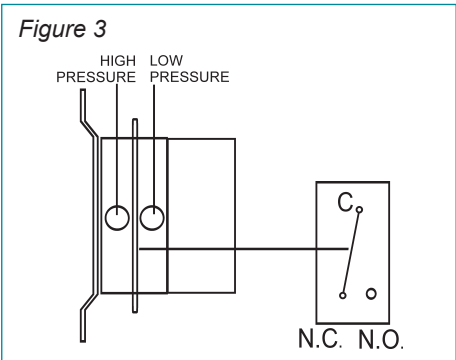 Figure 3
HIGH
PRESSURE
LOW
PRESSURE
C.
N.C.
N.O.